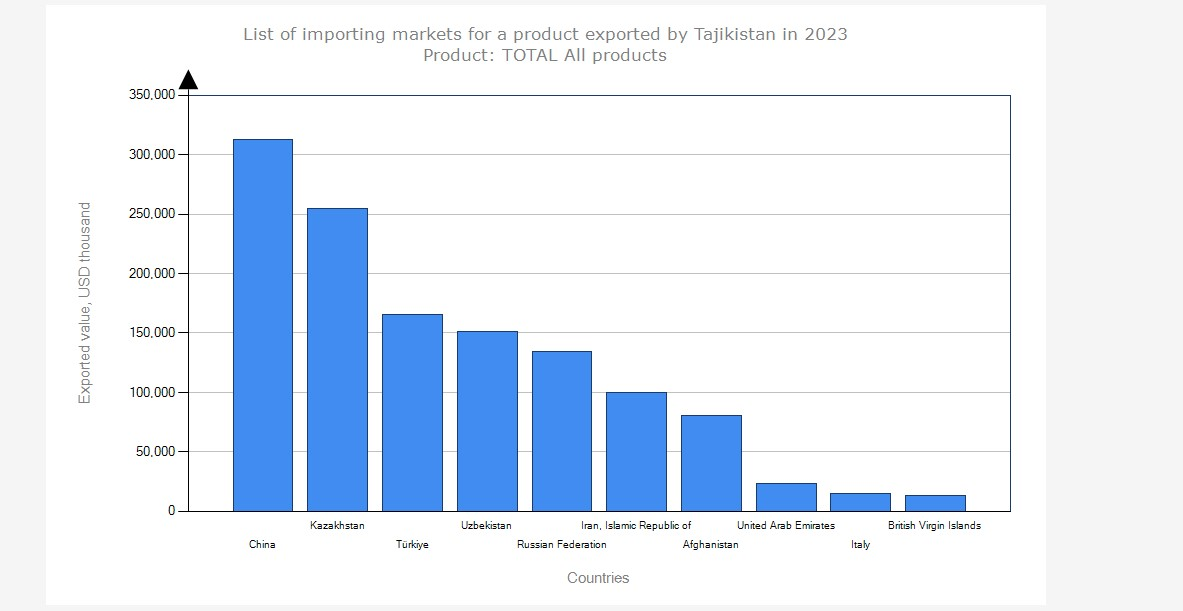 List of importing markets for a product exported by Tajikistan in 2023
Product: TOTAL All products
350,000
300,000
250,000
200,000
150,000
100,000
50,000
0
Exported value, USD thousand
Kazakhstan
Uzbekistan
Iran, Islamic Republic of
United Arab Emirates
British Virgin Islands
China
Türkiye
Russian Federation
Afghanistan
Italy
Countries